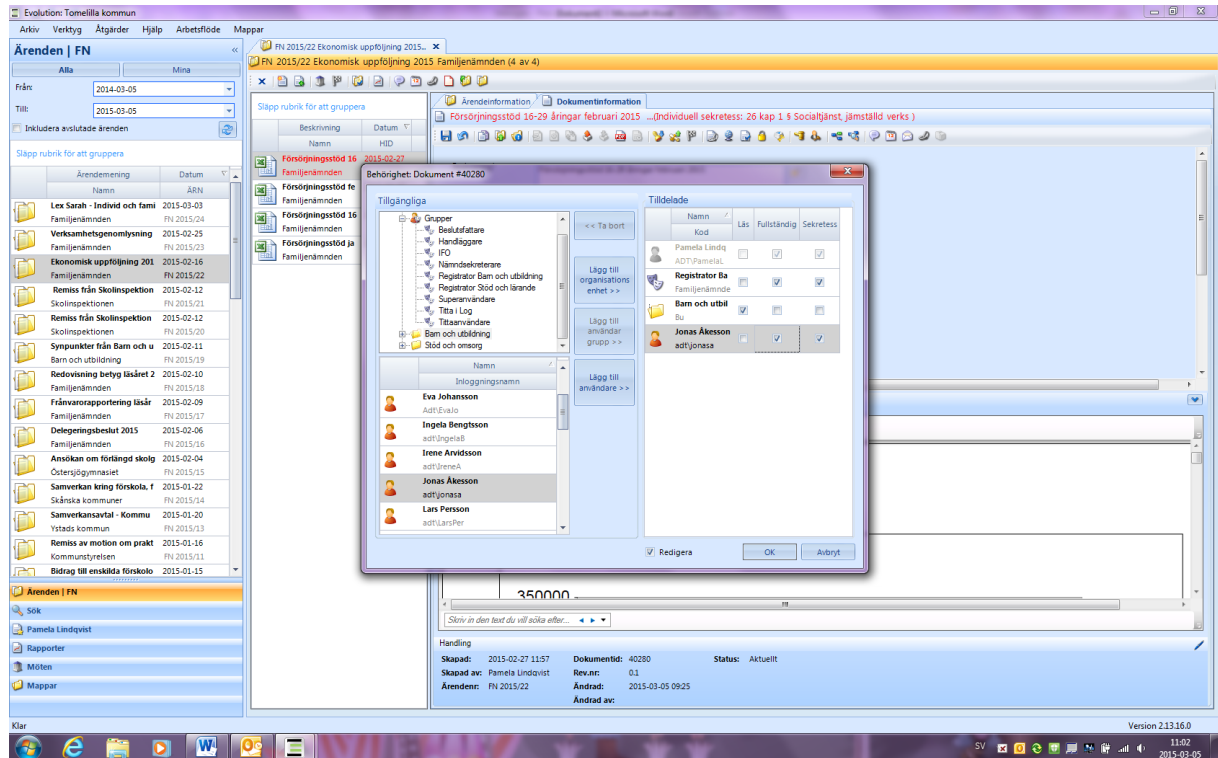 Evolution: Tomelilla kommun
Arkiv Verktyg Åtgärder Hjälp Arbetsflöde Mappar
Ärenden | FN «
Alla Mina
Från: 2014-03-05
Till: 2015-03-05
Inkludera avslutade ärenden
Släpp rubrik för att gruppera
Ärendemening Datum
Namn ÄRN
Lex Sarah - Individ och fami 2015-03-03
Familjenämnden FN 2015/24
Verksamhetsgenomlysning 2015-02-25
Familjenämnden FN 2015/23
Ekonomisk uppföljning 201 2015-02-16
Familjenämnden FN 2015/22
Remiss från Skolinspektion 2015-02-12
Skolinspektionen FN 2015/21
Remiss från Skolinspektion 2015-02-12
Skolinspektionen FN 2015/20
Synpunkter från Barn och u 2015-02-11
Barn och utbildning FN 2015/19
Redovisning betyg läsåret 2 2015-02-10
Familjenämnden FN 2015/18
Frånvarorapportering läsår 2015-02-09
Familjenämnden FN 2015/17
Delegeringsbeslut 2015 2015-02-06
Familjenämnden FN 2015/16
Ansökan om förlängd skolg 2015-02-04
Östersjögymnasiet FN 2015/15
Samverkan kring förskola, f 2015-01-22
Skånska kommuner FN 2015/14
Samverkansavtal - Kommu 2015-01-20
Ystads kommun FN 2015/13
Remiss av motion om prakt 2015-01-16
Kommunstyrelsen FN 2015/11
Bidrag till enskilda förskolo 2015-01-15
Ärenden | FN
Sök
Pamela Lindqvist
Rapporter
Möten
Mappar
Klar
FN 2015/22 Ekonomisk uppföljning 2015...
FN 2015/22 Ekonomisk uppföljning 2015 Familjenämnden (4 av 4)
Släpp rubrik för att gruppera
Beskrivning Datum
Namn HID
Försörjningsstöd 16 2015-02-27
Familjenämnden
Försörjningsstöd fe
Familjenämnden
Försörjningsstöd 16
Familjenämnden
Försörjningsstöd ja
Familjenämnden
Ärendeinformation Dokumentinformation
Försörjningsstöd 16-29 åringar februari 2015 ...(Individuell sekretess: 26 kap 1 § Socialtjänst, jämställd verks )
Behörighet: Dokument #40280
Tillgängliga
Grupper
Beslutsfattare
Handläggare
IFO
Nämndsekreterare
Registrator Barn och utbildning
Registrator Stöd och lärande
Superanvändare
Titta i Log
Tittaanvändare
Barn och utbildning
Stöd och omsorg
Namn
Inloggningsnamn
Eva Johansson
Adt\EvaJo
Ingela Bengtsson
adt\IngelaB
Irene Arvidsson
adt\IreneA
Jonas Åkesson
adt\jonasa
Lars Persson
adt\LarsPer
<< Ta bort
Lägg till
organisations
enhet >>
Lägg till
användar
grupp >>
Lägg till
användare >>
Tilldelade
Namn Läs Fullständig Sekretess
Kod
Pamela Lindq
ADT\PamelaL
Registrator Ba
Familjenämnde
Barn och utbil
Bu
Jonas Åkesson
adt\jonasa
Redigera OK Avbryt
350000
Skriv in den text du vill söka efter...
Handling
Skapad: 2015-02-27 11:57 Dokumentid: 40280 Status: Aktuellt
Skapad av: Pamela Lindqvist Rev.nr: 0.1
Ärendenr: FN 2015/22 Ändrad: 2015-03-05 09:25
Ändrad av:
Version 2.13.16.0
SV 11:02
2015-03-05